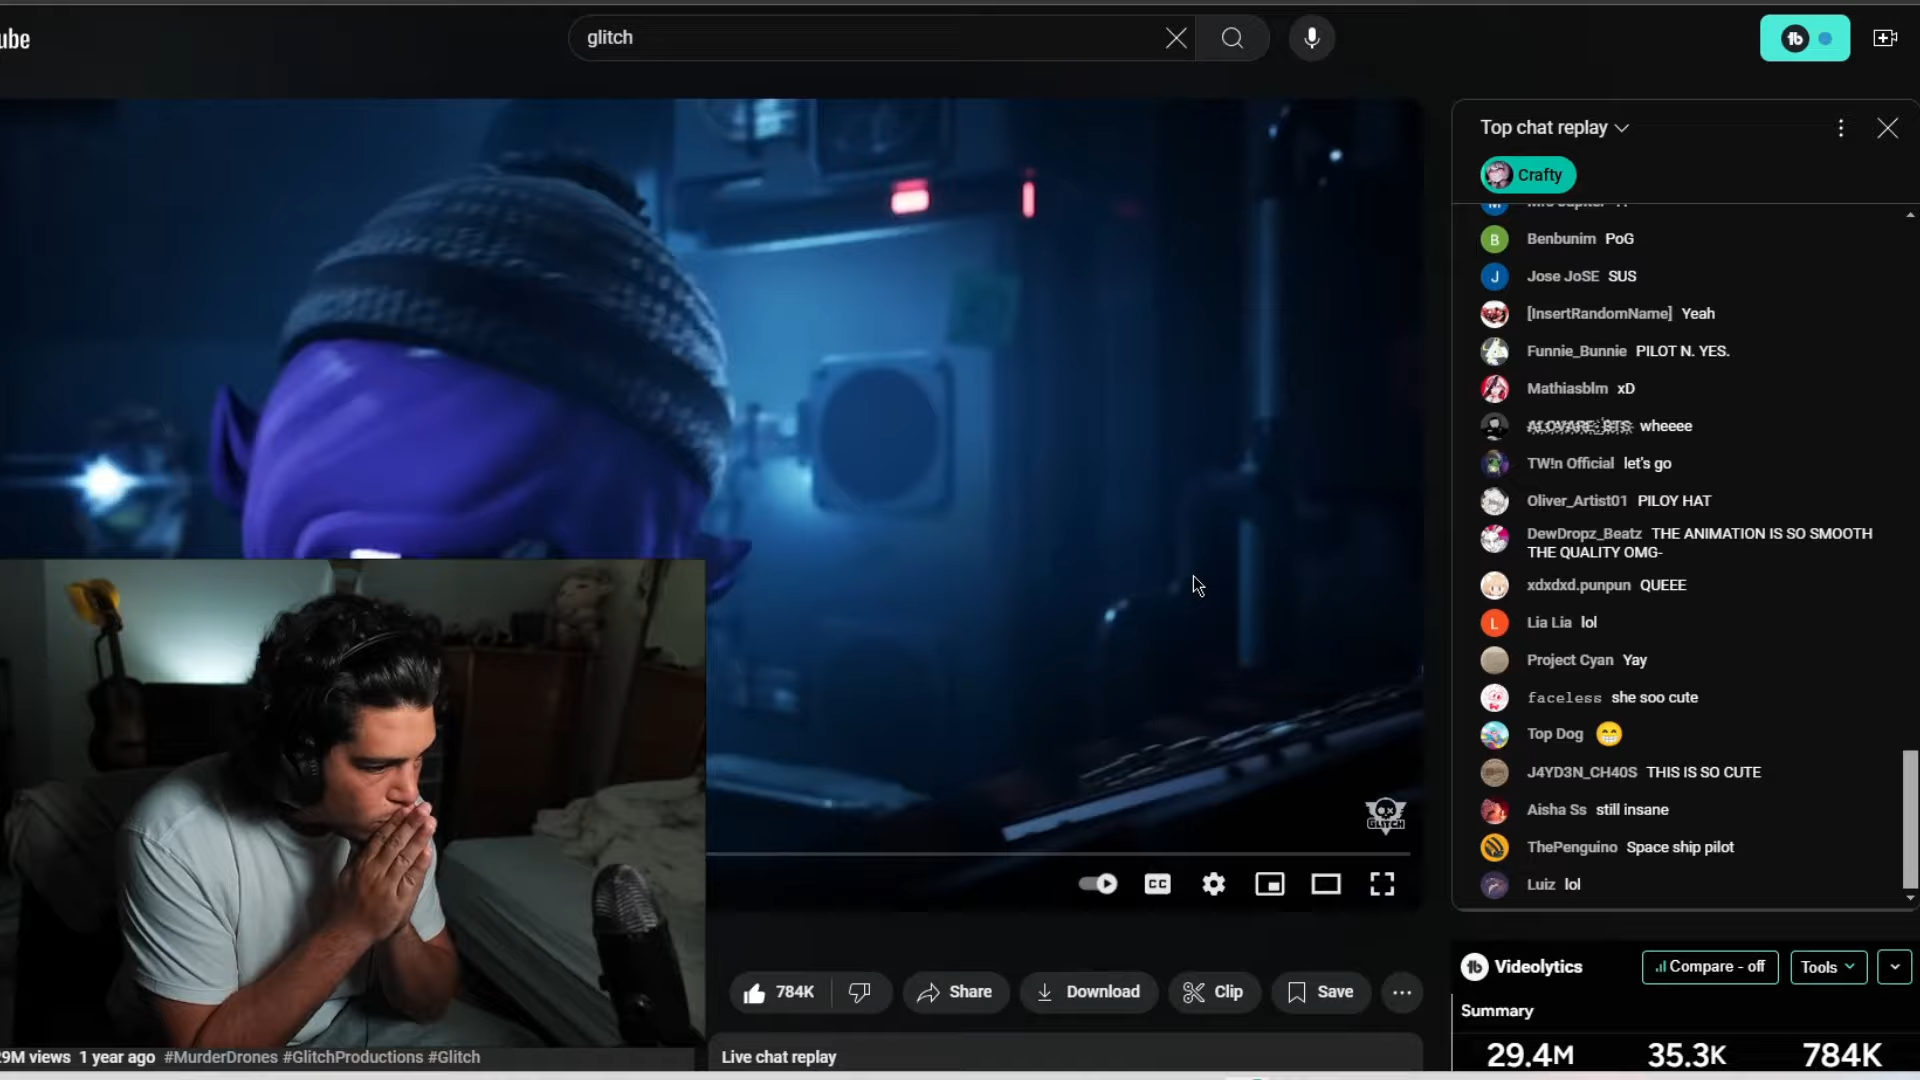 ube
glitch
Top chat replay
Crafty
Benbunim PoG
Jose JoSE SUS
[InsertRandomName] Yeah
Funnie_Bunnie PILOT N. YES.
Mathiasblm xD
wheeee
TW!n Official let's go
Oliver_Artist01 PILOY HAT
DewDropz_Beatz THE ANIMATION IS SO SMOOTH
THE QUALITY OMG-
xdxdxd.punpun QUEEE
L Lia Lia lol
Project Cyan Yay
faceless she soo cute
Top Dog 😁
J4YD3N_CH40S THIS IS SO CUTE
Aisha Ss still insane
ThePenguino Space ship pilot
Luiz lol
GLITCH
CC
784K
Share
Download
Clip
Save
Videolytics
Compare - off
Tools
Summary
29.4M 35.3K 784K
29M views 1 year ago #MurderDrones #GlitchProductions #Glitch
Live chat replay